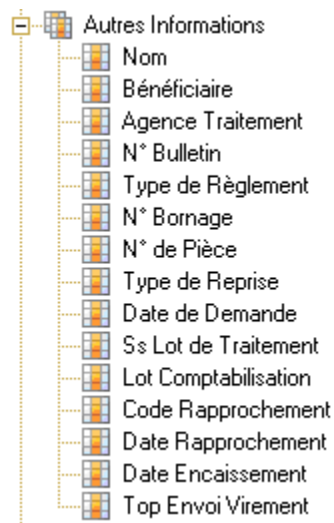 Autres Informations
Nom
Bénéficiaire
Agence Traitement
N° Bulletin
Type de Règlement
N° Bornage
N° de Pièce
Type de Reprise
Date de Demande
Ss Lot de Traitement
Lot Comptabilisation
Code Rapprochement
Date Rapprochement
Date Encaissement
Top Envoi Virement